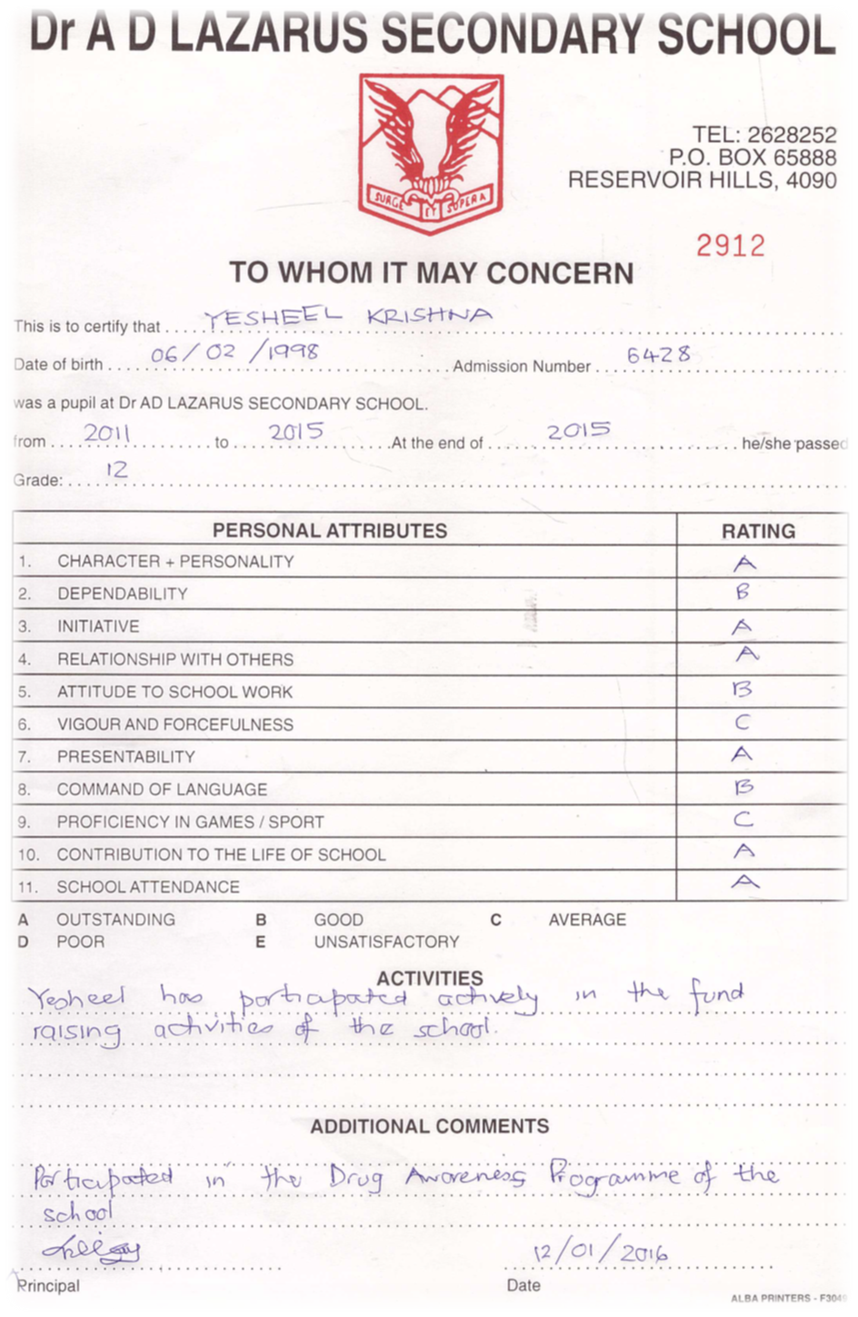 Dr A D LAZARUS SECONDARY SCHOOL
SURGE ET SUPERA
TEL: 2628252
P.O. BOX 65888
RESERVOIR HILLS, 4090
2912
TO WHOM IT MAY CONCERN
This is to certify that YESHEEL KRISHNA
Date of birth 06/02/1998 Admission Number 6428
was a pupil at Dr AD LAZARUS SECONDARY SCHOOL.
from 2011 to 2015 At the end of 2015 he/she passed
Grade: 12
PERSONAL ATTRIBUTES RATING
1. CHARACTER + PERSONALITY A
2. DEPENDABILITY B
3. INITIATIVE A
4. RELATIONSHIP WITH OTHERS A
5. ATTITUDE TO SCHOOL WORK B
6. VIGOUR AND FORCEFULNESS C
7. PRESENTABILITY A
8. COMMAND OF LANGUAGE B
9. PROFICIENCY IN GAMES / SPORT C
10. CONTRIBUTION TO THE LIFE OF SCHOOL A
11. SCHOOL ATTENDANCE A
A OUTSTANDING B GOOD C AVERAGE
D POOR E UNSATISFACTORY
ACTIVITIES
Yesheel has participated actively in the fund
raising activities of the school.
ADDITIONAL COMMENTS
Participated in the Drug Awareness Programme of the
school
12/01/2016
Principal Date
ALBA PRINTERS - F3049